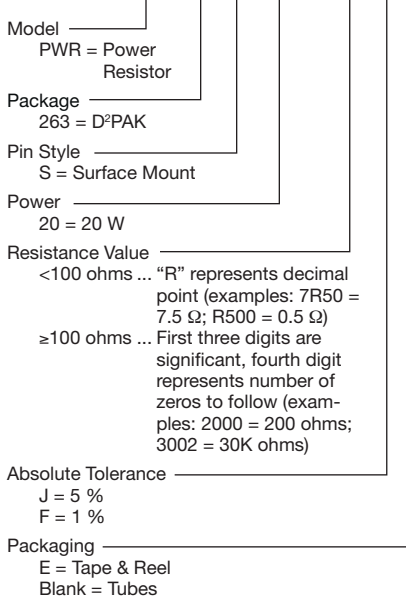 Model
PWR = Power
Resistor
Package
263 = D²PAK
Pin Style
S = Surface Mount
Power
20 = 20 W
Resistance Value
<100 ohms ... “R” represents decimal
point (examples: 7R50 =
7.5 Ω; R500 = 0.5 Ω)
≥100 ohms ... First three digits are
significant, fourth digit
represents number of
zeros to follow (exam-
ples: 2000 = 200 ohms;
3002 = 30K ohms)
Absolute Tolerance
J = 5 %
F = 1 %
Packaging
E = Tape & Reel
Blank = Tubes